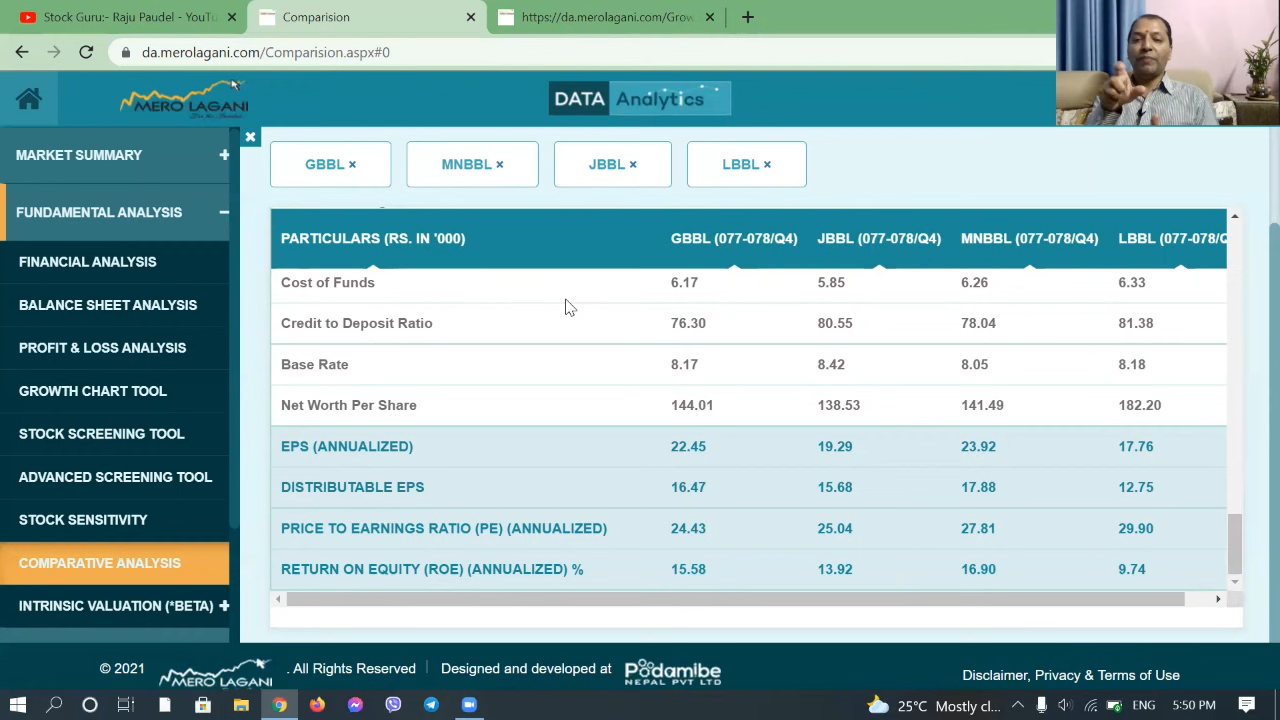 Stock Guru:- Raju Paudel - YouT
Comparision
https://da.merolagani.com/Grow
da.merolagani.com/Comparision.aspx#0
MERO LAGANI
DATA Analytics
MARKET SUMMARY
FUNDAMENTAL ANALYSIS
FINANCIAL ANALYSIS
BALANCE SHEET ANALYSIS
PROFIT & LOSS ANALYSIS
GROWTH CHART TOOL
STOCK SCREENING TOOL
ADVANCED SCREENING TOOL
STOCK SENSITIVITY
COMPARATIVE ANALYSIS
INTRINSIC VALUATION (*BETA)
GBBL × MNBBL × JBBL × LBBL ×
PARTICULARS (RS. IN '000) GBBL (077-078/Q4) JBBL (077-078/Q4) MNBBL (077-078/Q4) LBBL (077-078/Q
Cost of Funds 6.17 5.85 6.26 6.33
Credit to Deposit Ratio 76.30 80.55 78.04 81.38
Base Rate 8.17 8.42 8.05 8.18
Net Worth Per Share 144.01 138.53 141.49 182.20
EPS (ANNUALIZED) 22.45 19.29 23.92 17.76
DISTRIBUTABLE EPS 16.47 15.68 17.88 12.75
PRICE TO EARNINGS RATIO (PE) (ANNUALIZED) 24.43 25.04 27.81 29.90
RETURN ON EQUITY (ROE) (ANNUALIZED) % 15.58 13.92 16.90 9.74
© 2021 MERO LAGANI . All Rights Reserved Designed and developed at Podamibe NEPAL PVT LTD Disclaimer, Privacy & Terms of Use
25°C Mostly cl... ENG 5:50 PM